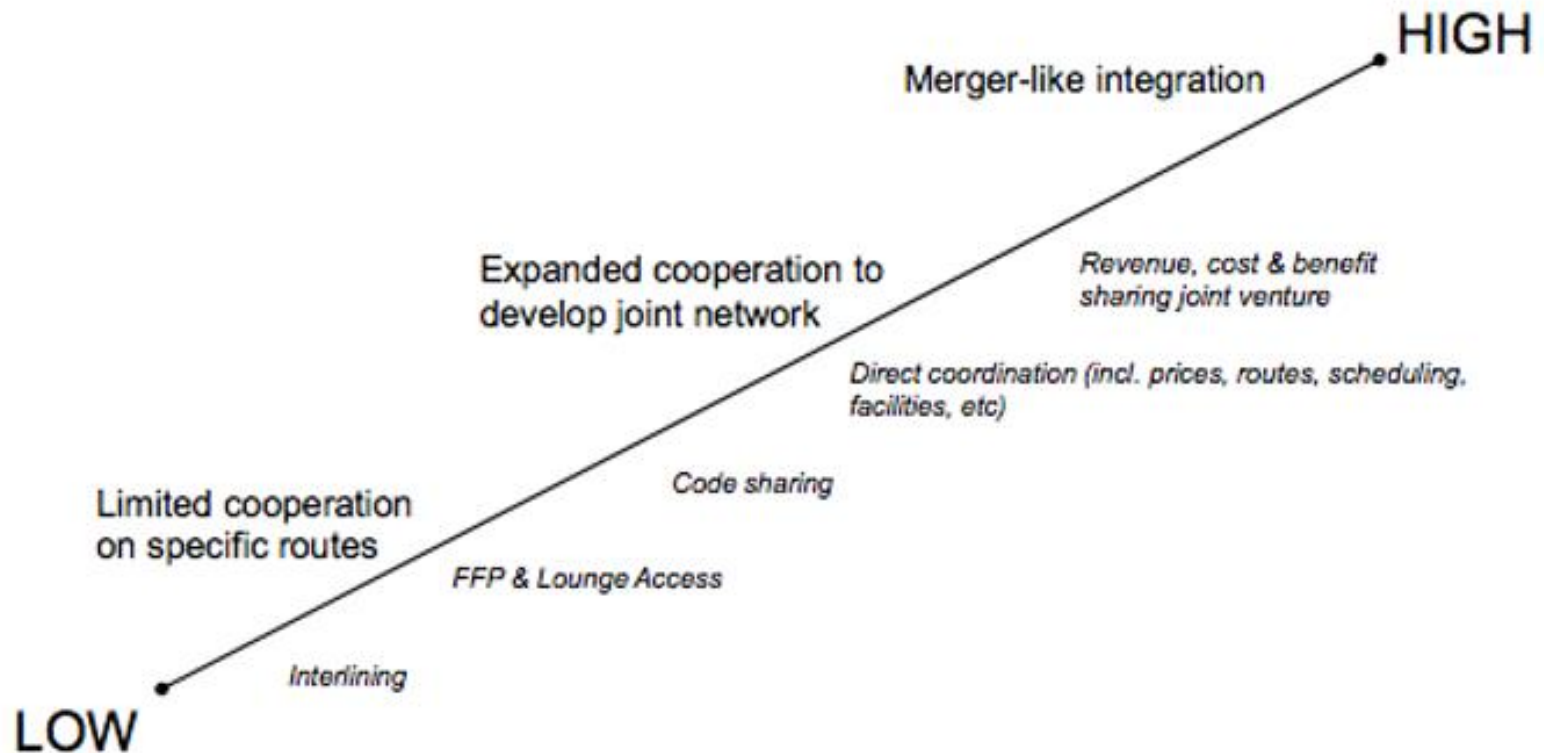 HIGH
Merger-like integration
Expanded cooperation to
develop joint network
Revenue, cost & benefit
sharing joint venture
Direct coordination (incl. prices, routes, scheduling,
facilities, etc)
Code sharing
Limited cooperation
on specific routes
FFP & Lounge Access
Interlining
LOW